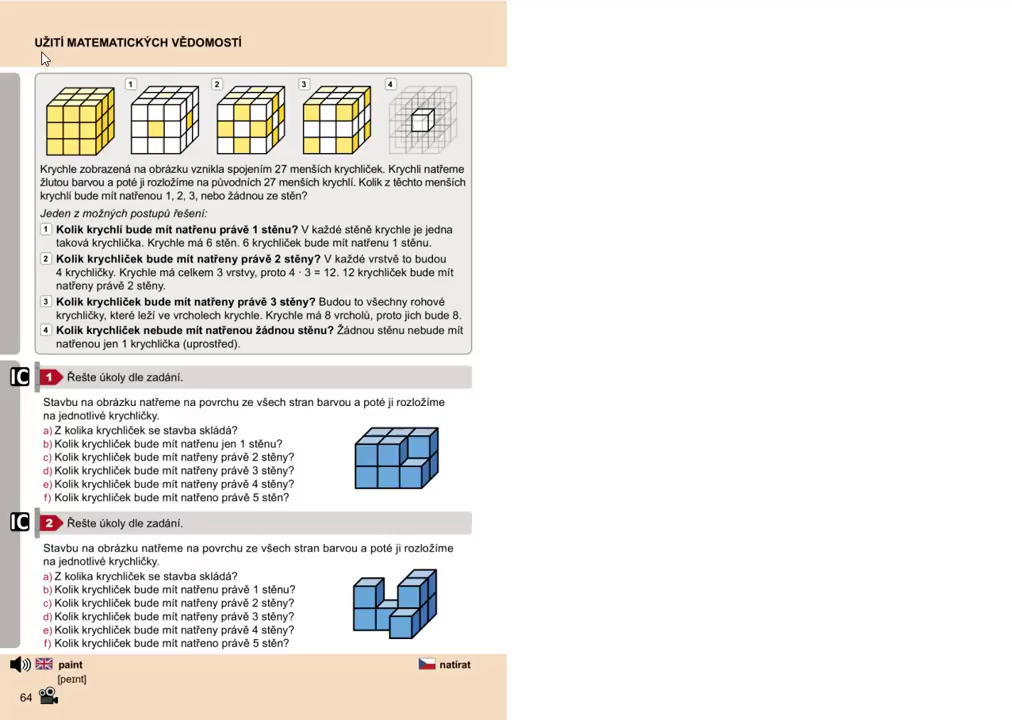 UŽITÍ MATEMATICKÝCH VĚDOMOSTÍ
1 2 3 4
Krychle zobrazená na obrázku vznikla spojením 27 menších krychliček. Krychli natřeme
žlutou barvou a poté ji rozložíme na původních 27 menších krychlí. Kolik z těchto menších
krychlí bude mít natřenou 1, 2, 3, nebo žádnou ze stěn?
Jeden z možných postupů řešení:
1 Kolik krychlí bude mít natřenu právě 1 stěnu? V každé stěně krychle je jedna
taková krychlička. Krychle má 6 stěn. 6 krychliček bude mít natřenu 1 stěnu.
2 Kolik krychliček bude mít natřeny právě 2 stěny? V každé vrstvě to budou
4 krychličky. Krychle má celkem 3 vrstvy, proto 4 · 3 = 12. 12 krychliček bude mít
natřeny právě 2 stěny.
3 Kolik krychliček bude mít natřeny právě 3 stěny? Budou to všechny rohové
krychličky, které leží ve vrcholech krychle. Krychle má 8 vrcholů, proto jich bude 8.
4 Kolik krychliček nebude mít natřenou žádnou stěnu? Žádnou stěnu nebude mít
natřenou jen 1 krychlička (uprostřed).
IC 1 Řešte úkoly dle zadání.
Stavbu na obrázku natřeme na povrchu ze všech stran barvou a poté ji rozložíme
na jednotlivé krychličky.
a) Z kolika krychliček se stavba skládá?
b) Kolik krychliček bude mít natřenu jen 1 stěnu?
c) Kolik krychliček bude mít natřeny právě 2 stěny?
d) Kolik krychliček bude mít natřeny právě 3 stěny?
e) Kolik krychliček bude mít natřeny právě 4 stěny?
f) Kolik krychliček bude mít natřeno právě 5 stěn?
IC 2 Řešte úkoly dle zadání.
Stavbu na obrázku natřeme na povrchu ze všech stran barvou a poté ji rozložíme
na jednotlivé krychličky.
a) Z kolika krychliček se stavba skládá?
b) Kolik krychliček bude mít natřenu právě 1 stěnu?
c) Kolik krychliček bude mít natřeny právě 2 stěny?
d) Kolik krychliček bude mít natřeny právě 3 stěny?
e) Kolik krychliček bude mít natřeny právě 4 stěny?
f) Kolik krychliček bude mít natřeno právě 5 stěn?
paint natírat
[peɪnt]
64